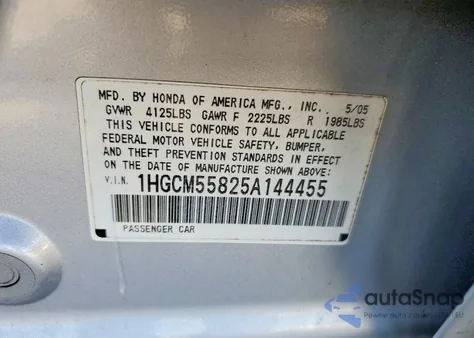 MFD. BY HONDA OF AMERICA MFG., INC. 5/05
GVWR 4125LBS GAWR F 2225LBS R 1985LBS
THIS VEHICLE CONFORMS TO ALL APPLICABLE
FEDERAL MOTOR VEHICLE SAFETY, BUMPER,
AND THEFT PREVENTION STANDARDS IN EFFECT
ON THE DATE OF MANUFACTURE SHOWN ABOVE.
V.I.N. 1HGCM55825A144455
PASSENGER CAR
autoSnap
Pewne auto z